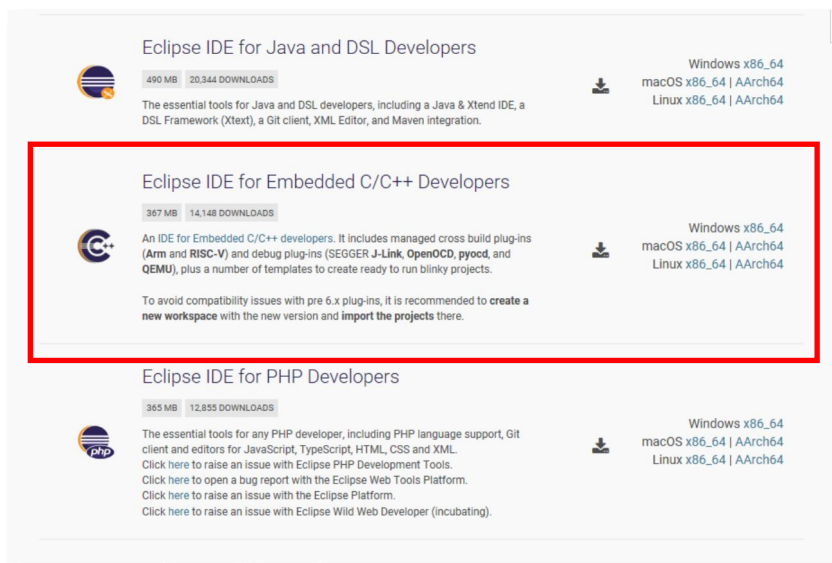 Eclipse IDE for Java and DSL Developers
490 MB 20,344 DOWNLOADS
The essential tools for Java and DSL developers, including a Java & Xtend IDE, a
DSL Framework (Xtext), a Git client, XML Editor, and Maven integration.
Windows x86_64
macOS x86_64 | AArch64
Linux x86_64 | AArch64
Eclipse IDE for Embedded C/C++ Developers
367 MB 14,148 DOWNLOADS
An IDE for Embedded C/C++ developers. It includes managed cross build plug-ins
(Arm and RISC-V) and debug plug-ins (SEGGER J-Link, OpenOCD, pyocd, and
QEMU), plus a number of templates to create ready to run blinky projects.
To avoid compatibility issues with pre 6.x plug-ins, it is recommended to create a
new workspace with the new version and import the projects there.
C++
Windows x86_64
macOS x86_64 | AArch64
Linux x86_64 | AArch64
Eclipse IDE for PHP Developers
365 MB 12,855 DOWNLOADS
The essential tools for any PHP developer, including PHP language support, Git
client and editors for JavaScript, TypeScript, HTML, CSS and XML.
Click here to raise an issue with Eclipse PHP Development Tools.
Click here to open a bug report with the Eclipse Web Tools Platform.
Click here to raise an issue with the Eclipse Platform.
Click here to raise an issue with Eclipse Wild Web Developer (incubating).
php
Windows x86_64
macOS x86_64 | AArch64
Linux x86_64 | AArch64